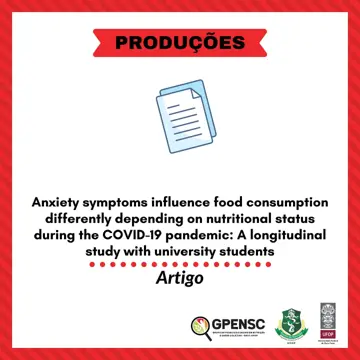 PRODUÇÕES
Anxiety symptoms influence food consumption
differently depending on nutritional status
during the COVID-19 pandemic: A longitudinal
study with university students
Artigo
GPENSC
UFOP